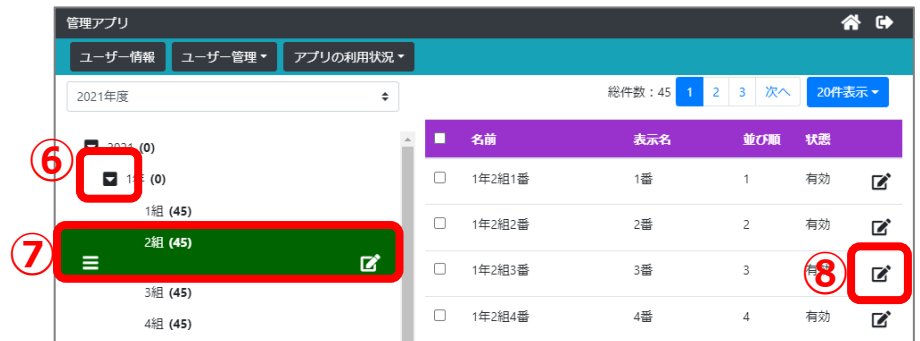 管理アプリ
ユーザー情報 ユーザー管理 アプリの利用状況
2021年度
総件数：45 1 2 3 次へ 20件表示
⑥
2021 (0)
1年 (0)
1組 (45)
⑦
2組 (45)
3組 (45)
4組 (45)
名前 表示名 並び順 状態
1年2組1番 1番 1 有効
1年2組2番 2番 2 有効
1年2組3番 3番 3 有
⑧
1年2組4番 4番 4 有効